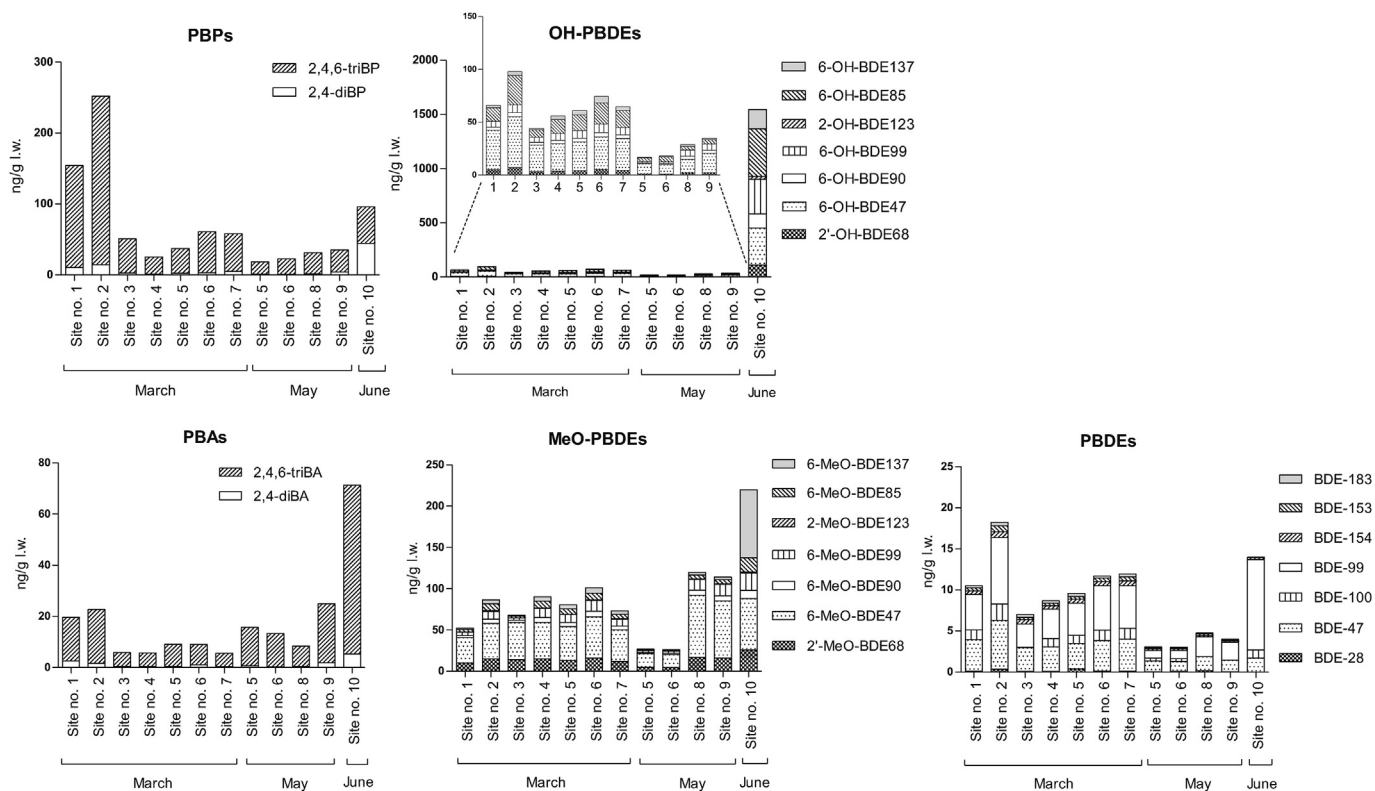 PBPs
300
200
100
0
ng/g l.w.
2,4,6-triBP
2,4-diBP
Site no. 1
Site no. 2
Site no. 3
Site no. 4
Site no. 5
Site no. 6
Site no. 7
Site no. 5
Site no. 6
Site no. 8
Site no. 9
Site no. 10
March
May
June
OH-PBDEs
2000
1500
1000
500
0
ng/g l.w.
150
100
50
0
1 2 3 4 5 6 7 5 6 8 9
6-OH-BDE137
6-OH-BDE85
2-OH-BDE123
6-OH-BDE99
6-OH-BDE90
6-OH-BDE47
2'-OH-BDE68
Site no. 1
Site no. 2
Site no. 3
Site no. 4
Site no. 5
Site no. 6
Site no. 7
Site no. 5
Site no. 6
Site no. 8
Site no. 9
Site no. 10
March
May
June
PBAs
80
60
40
20
0
ng/g l.w.
2,4,6-triBA
2,4-diBA
Site no. 1
Site no. 2
Site no. 3
Site no. 4
Site no. 5
Site no. 6
Site no. 7
Site no. 5
Site no. 6
Site no. 8
Site no. 9
Site no. 10
March
May
June
MeO-PBDEs
250
200
150
100
50
0
ng/g l.w.
6-MeO-BDE137
6-MeO-BDE85
2-MeO-BDE123
6-MeO-BDE99
6-MeO-BDE90
6-MeO-BDE47
2'-MeO-BDE68
Site no. 1
Site no. 2
Site no. 3
Site no. 4
Site no. 5
Site no. 6
Site no. 7
Site no. 5
Site no. 6
Site no. 8
Site no. 9
Site no. 10
March
May
June
PBDEs
25
20
15
10
5
0
ng/g l.w.
BDE-183
BDE-153
BDE-154
BDE-99
BDE-100
BDE-47
BDE-28
Site no. 1
Site no. 2
Site no. 3
Site no. 4
Site no. 5
Site no. 6
Site no. 7
Site no. 5
Site no. 6
Site no. 8
Site no. 9
Site no. 10
March
May
June